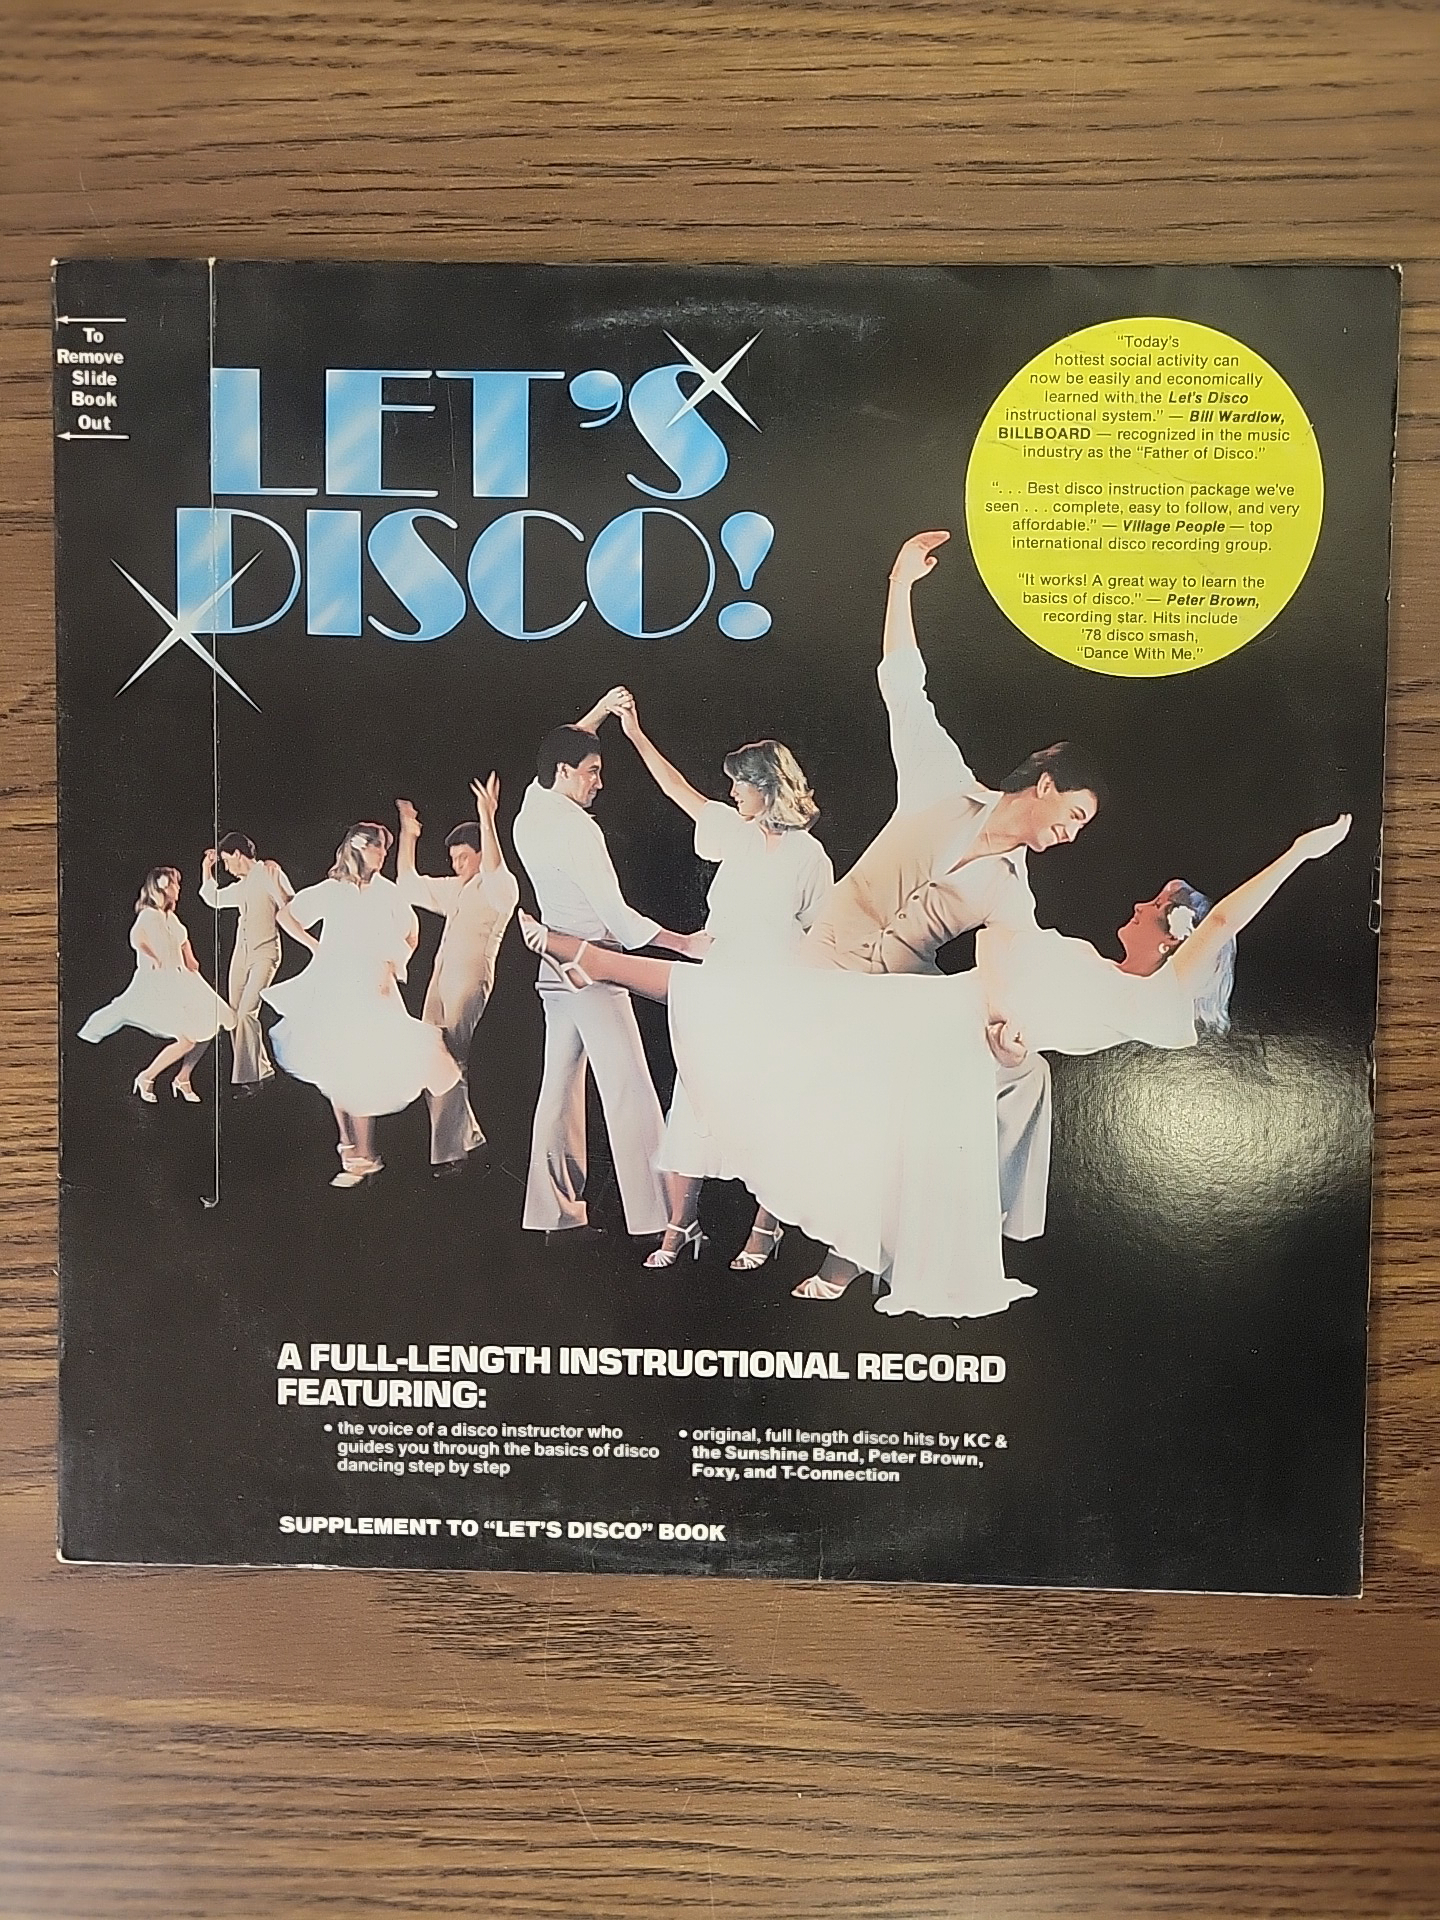 To
Remove
Slide
Book
Out
LET'S
DISCO!
"Today's
hottest social activity can
now be easily and economically
learned with the Let's Disco
instructional system." — Bill Wardlow,
BILLBOARD — recognized in the music
industry as the "Father of Disco."
". . . Best disco instruction package we've
seen . . . complete, easy to follow, and very
affordable." — Village People — top
international disco recording group.
"It works! A great way to learn the
basics of disco." — Peter Brown,
recording star. Hits include
'78 disco smash,
"Dance With Me."
A FULL-LENGTH INSTRUCTIONAL RECORD
FEATURING:
• the voice of a disco instructor who
guides you through the basics of disco
dancing step by step
• original, full length disco hits by KC &
the Sunshine Band, Peter Brown,
Foxy, and T-Connection
SUPPLEMENT TO "LET'S DISCO" BOOK